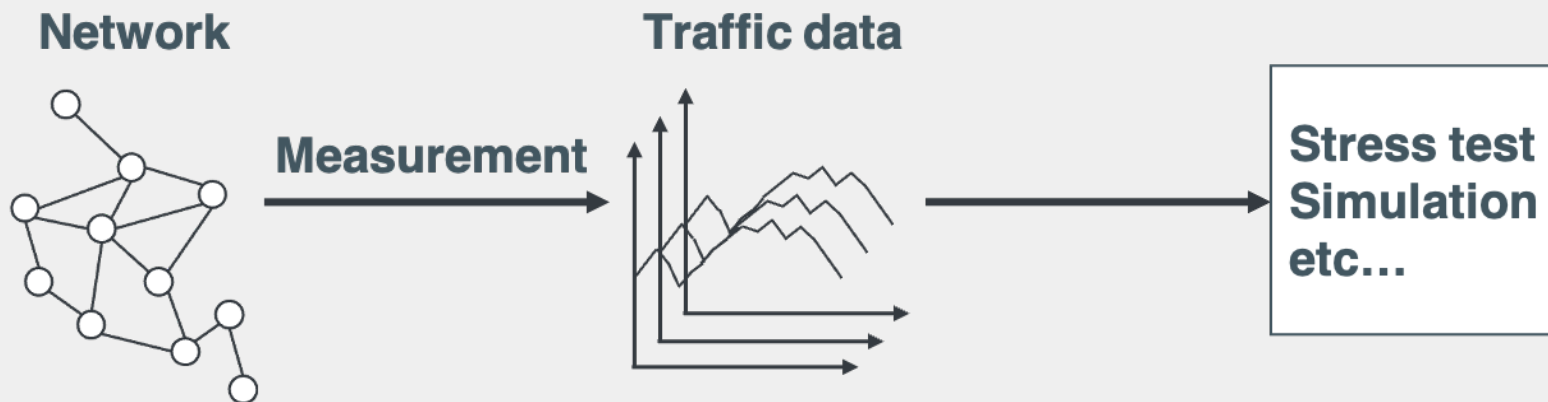 Network
Traffic data
Measurement
Stress test
Simulation
etc...